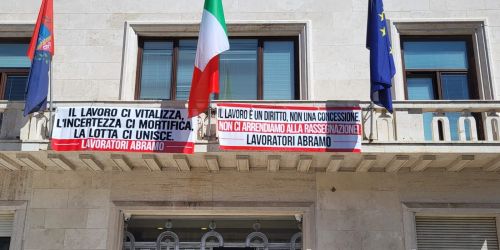 IL LAVORO CI VITALIZZA,
L'INCERTEZZA CI MORTIFICA,
LA LOTTA CI UNISCE.
LAVORATORI ABRAMO
IL LAVORO È UN DIRITTO, NON UNA CONCESSIONE.
NON CI ARRENDIAMO ALLA RASSEGNAZIONE!
LAVORATORI ABRAMO